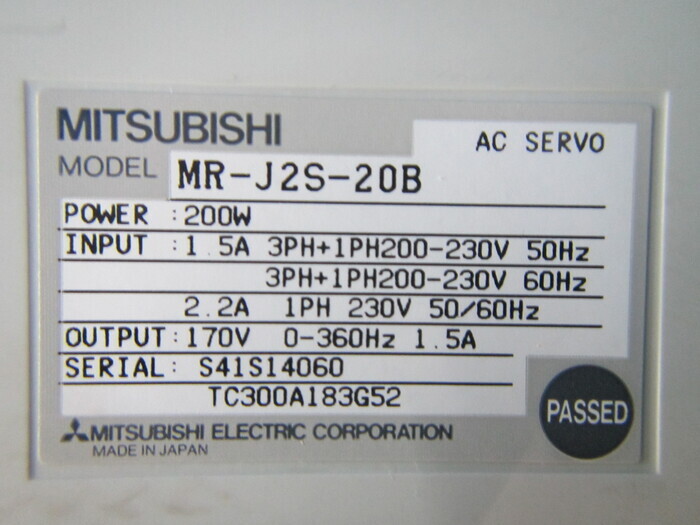 MITSUBISHI
AC SERVO
MODEL MR-J2S-20B
POWER : 200W
INPUT : 1.5A 3PH+1PH200-230V 50Hz
3PH+1PH200-230V 60Hz
2.2A 1PH 230V 50/60Hz
OUTPUT : 170V 0-360Hz 1.5A
SERIAL : S41S14060
TC300A183G52
PASSED
MITSUBISHI ELECTRIC CORPORATION
MADE IN JAPAN